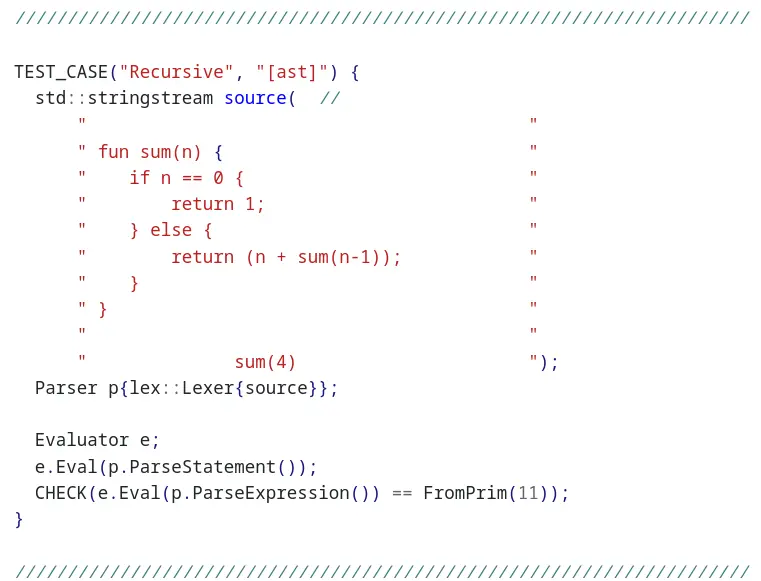 //////////////////////////////////////////////////////////////////////
TEST_CASE("Recursive", "[ast]") {
  std::stringstream source(  //
      "                                          "
      " fun sum(n) {                             "
      "    if n == 0 {                           "
      "        return 1;                         "
      "    } else {                              "
      "        return (n + sum(n-1));            "
      "    }                                     "
      " }                                        "
      "                                          "
      "              sum(4)                      ");
  Parser p{lex::Lexer{source}};
  Evaluator e;
  e.Eval(p.ParseStatement());
  CHECK(e.Eval(p.ParseExpression()) == FromPrim(11));
}
//////////////////////////////////////////////////////////////////////